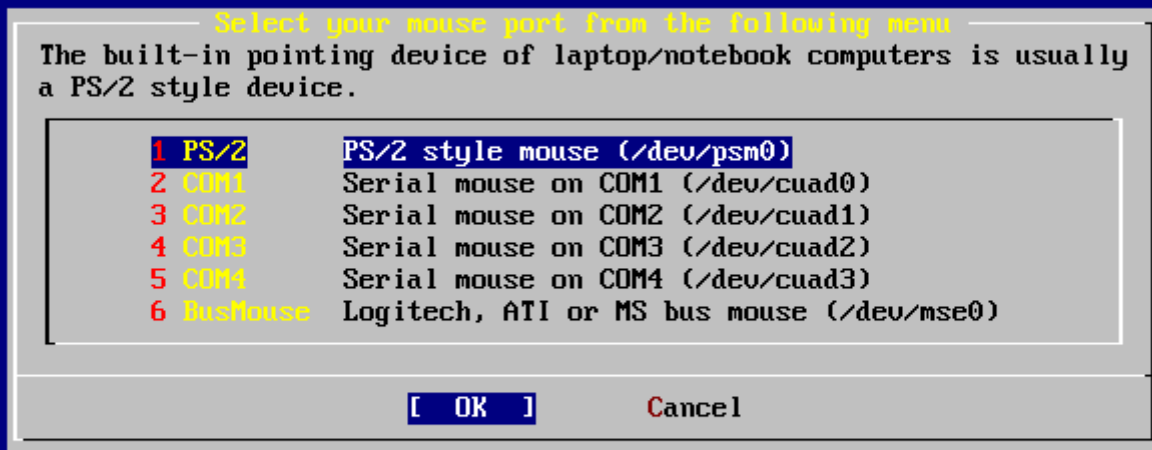 Select your mouse port from the following menu
The built-in pointing device of laptop/notebook computers is usually
a PS/2 style device.
1 PS/2 PS/2 style mouse (/dev/psm0)
2 COM1 Serial mouse on COM1 (/dev/cuad0)
3 COM2 Serial mouse on COM2 (/dev/cuad1)
4 COM3 Serial mouse on COM3 (/dev/cuad2)
5 COM4 Serial mouse on COM4 (/dev/cuad3)
6 BusMouse Logitech, ATI or MS bus mouse (/dev/mse0)
[ OK ] Cancel